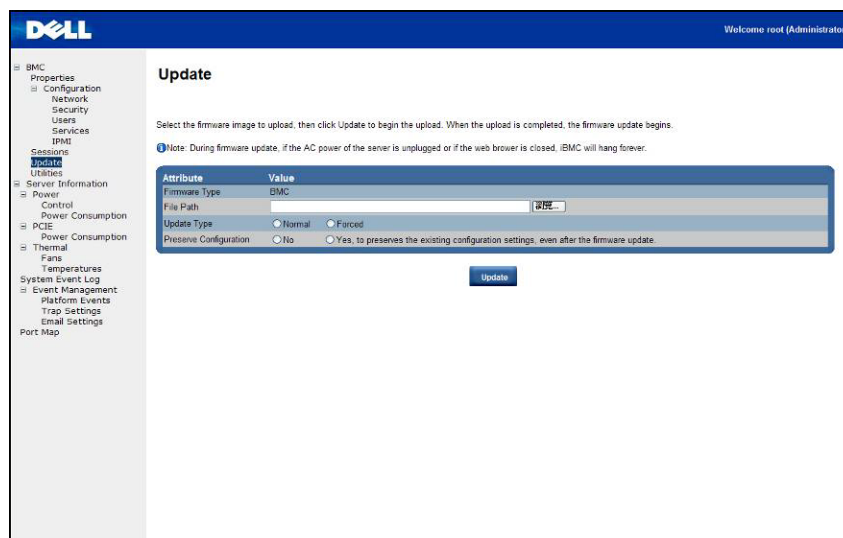 DELL
Welcome root (Administrato
BMC
Properties
Configuration
Network
Security
Users
Services
IPMI
Sessions
Update
Utilities
Server Information
Power
Control
Power Consumption
PCIE
Power Consumption
Thermal
Fans
Temperatures
System Event Log
Event Management
Platform Events
Trap Settings
Email Settings
Port Map
Update
Select the firmware image to upload, then click Update to begin the upload. When the upload is completed, the firmware update begins.
Note: During firmware update, if the AC power of the server is unplugged or if the web brower is closed, iBMC will hang forever.
Attribute Value
Firmware Type BMC
File Path
Update Type Normal Forced
Preserve Configuration No Yes, to preserves the existing configuration settings, even after the firmware update.
Update